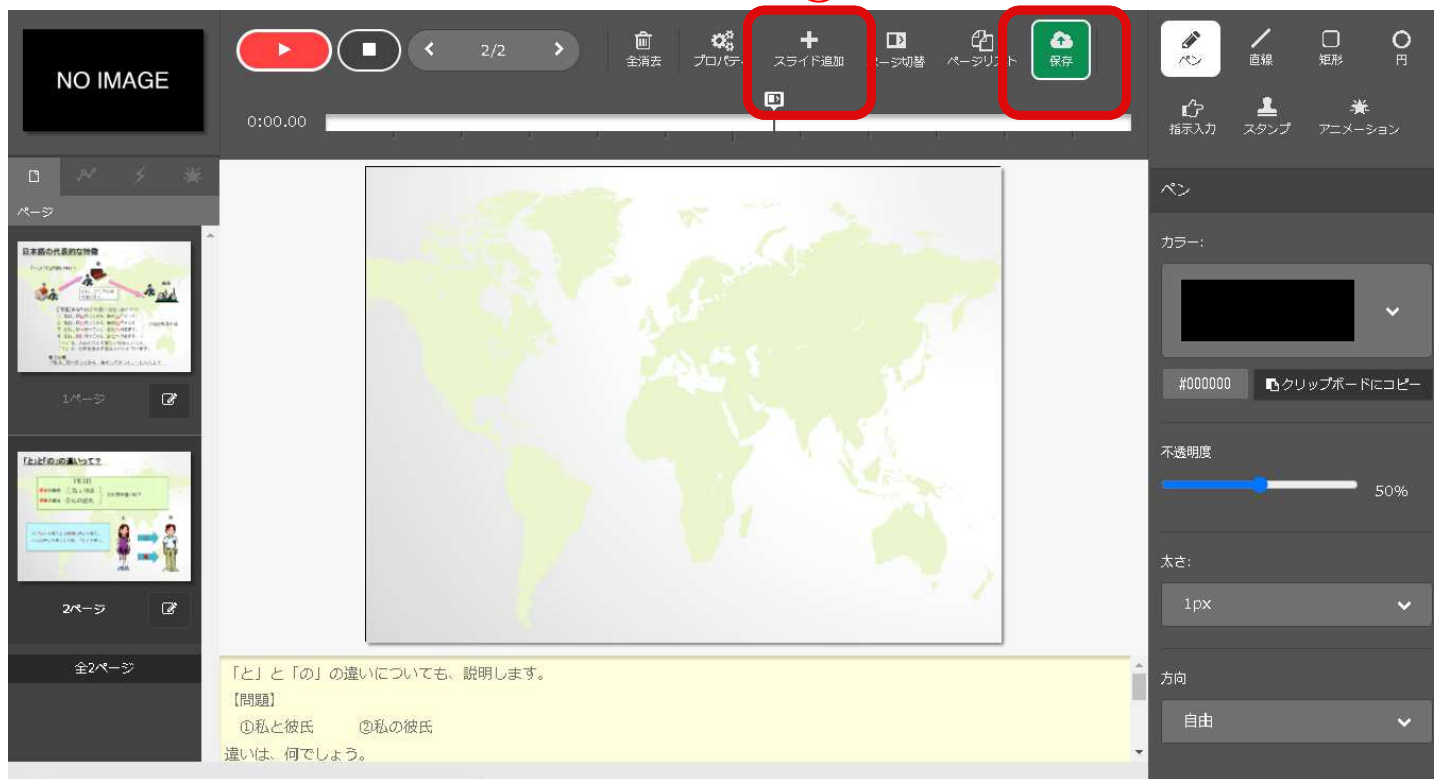 NO IMAGE
2/2
全消去
プロパティ
スライド追加
ページ切替
ページリスト
保存
0:00.00
ペン
直線
矩形
円
指示入力
スタンプ
アニメーション
ページ
日本語の代表的な特徴
1ページ
「と」と「の」の違いって?
2ページ
全2ページ
「と」と「の」の違いについても、説明します。
【問題】
①私と彼氏 ②私の彼氏
違いは、何でしょう。
ペン
カラー:
#000000
クリップボードにコピー
不透明度
50%
太さ:
1px
方向
自由